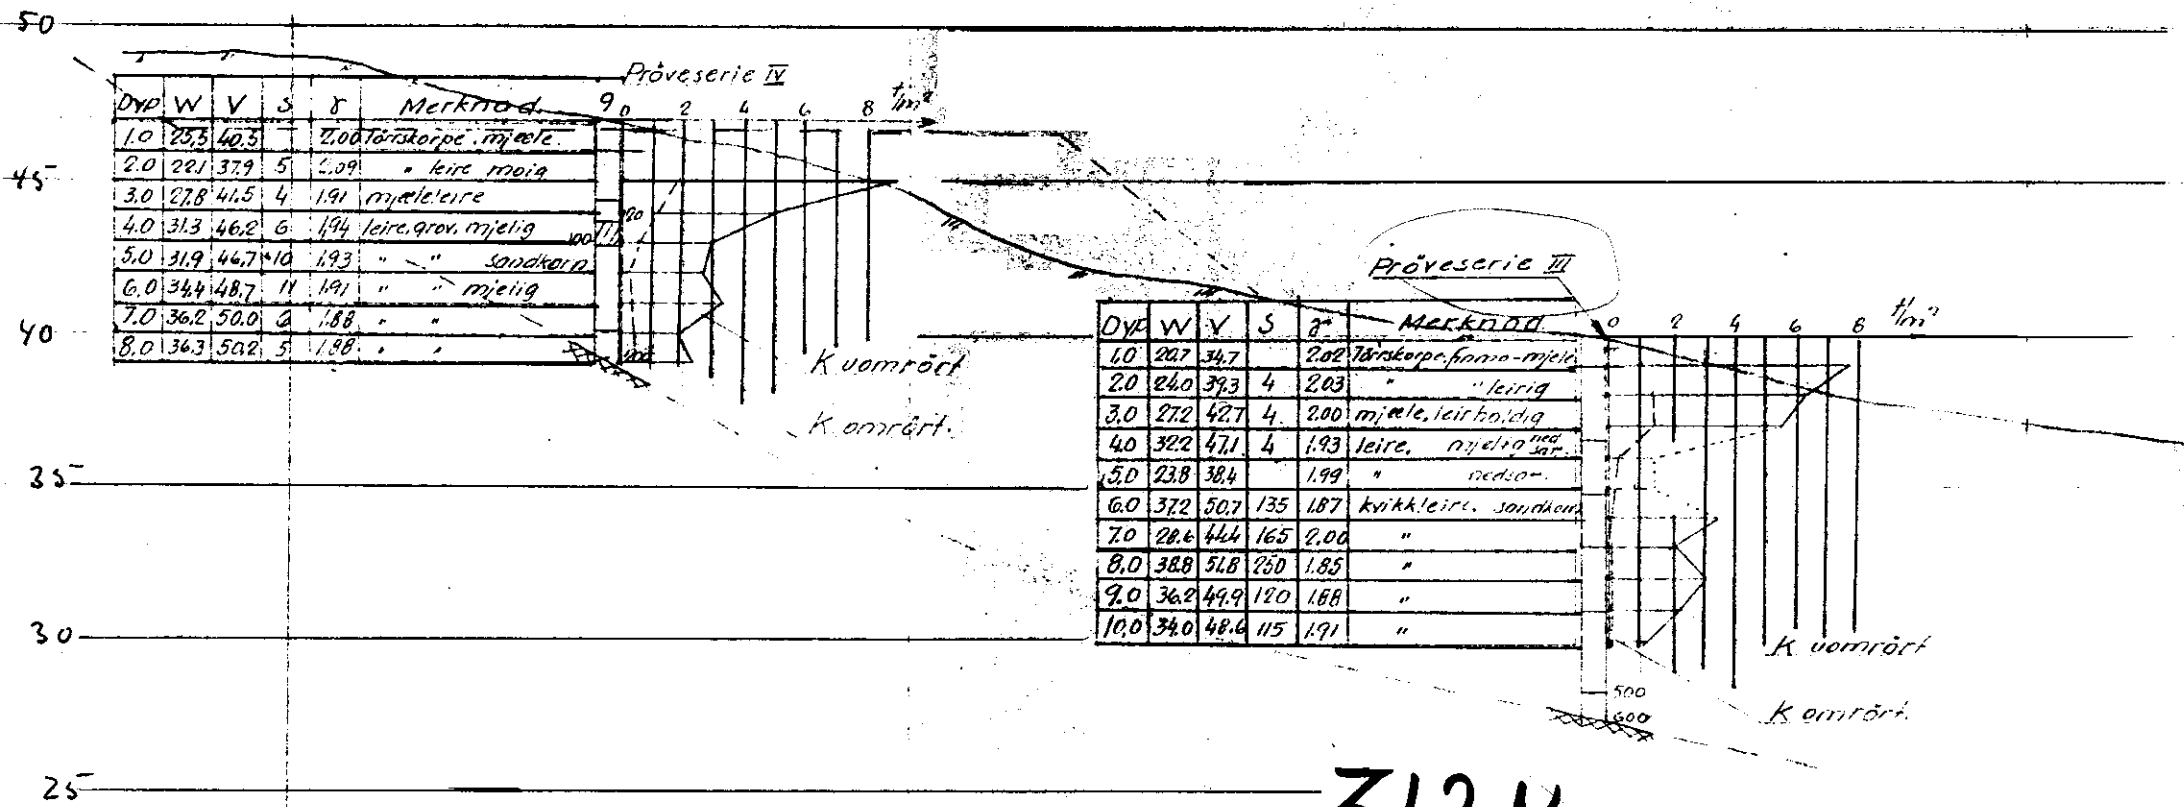 50
45
40
35
30
25
Pröveserie IV
Dyp W V S γ Merknad 9 0 2 4 6 8 t/m²
1.0 25,5 40,5 — 2,00 Törrskorpe. mjeele.
2.0 22,1 37,9 5 2,09 " leire moig
3.0 27,8 41,5 4 1,91 mjeeleleire
4.0 31,3 46,2 6 1,94 leire, grov. mjelig
5.0 31,9 46,7 10 1,93 " " sandkorn
6.0 34,4 48,7 11 1,91 " " mjelig
7.0 36,2 50,0 1,88 " "
8.0 36,3 50,2 5 1,88 " "
20
100
K uomrört
K omrört.
Pröveserie III
Dyp W V S γ Merknad 0 2 4 6 8 t/m²
1.0 20,7 34,7 2,02 Törrskorpe, finmo-mjele
2.0 24,0 39,3 4 2,03 " " leirig
3.0 27,2 42,7 4 2,00 mjeele, leirholdig
4.0 32,2 47,1 4 1,93 leire, mjelig
5.0 23,8 38,4 1,99 "
6.0 37,2 50,7 135 1,87 kvikkleire, sandkorn
7.0 28,6 44,4 165 2,00 "
8.0 38,8 51,8 250 1,85 "
9.0 36,2 49,9 120 1,88 "
10.0 34,0 48,6 115 1,91 "
K uomrört
K omrört.
500
600